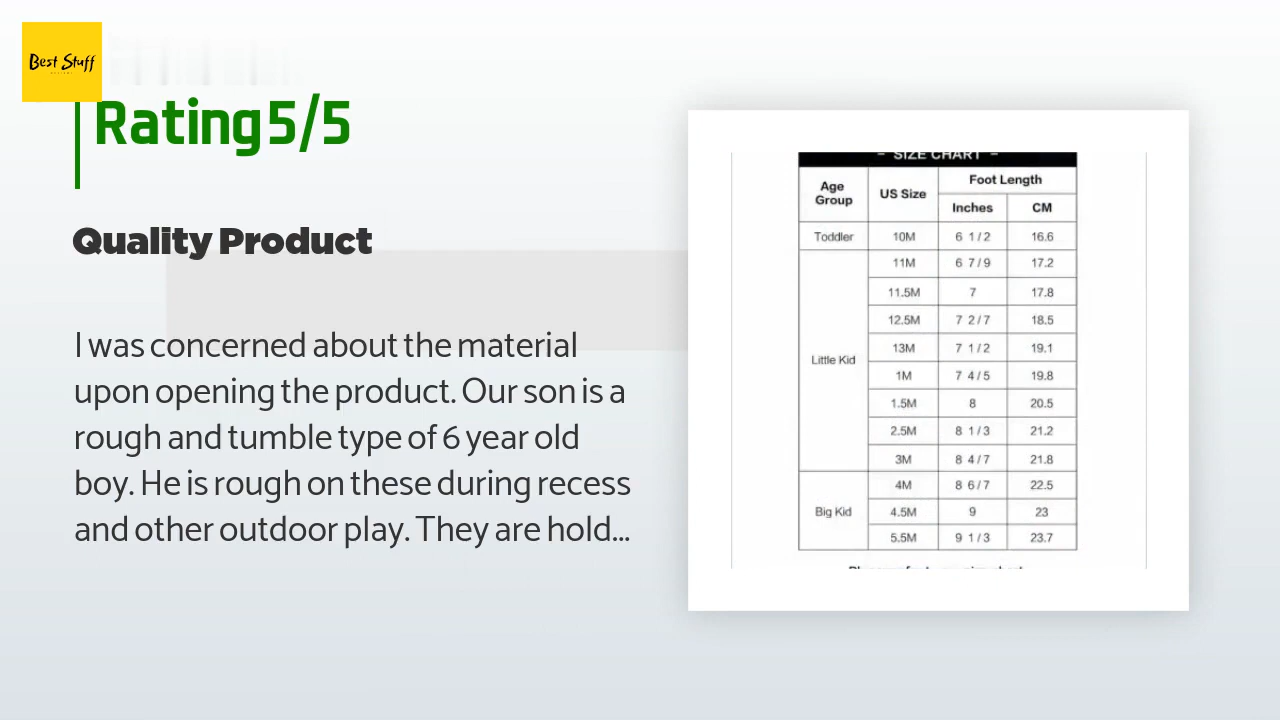 Best Stuff
Rating 5/5
Quality Product
I was concerned about the material
upon opening the product. Our son is a
rough and tumble type of 6 year old
boy. He is rough on these during recess
and other outdoor play. They are hold...
– SIZE CHART –
Age Group US Size Foot Length
Inches CM
Toddler 10M 6 1/2 16.6
11M 6 7/9 17.2
11.5M 7 17.8
12.5M 7 2/7 18.5
13M 7 1/2 19.1
Little Kid 1M 7 4/5 19.8
1.5M 8 20.5
2.5M 8 1/3 21.2
3M 8 4/7 21.8
4M 8 6/7 22.5
Big Kid 4.5M 9 23
5.5M 9 1/3 23.7